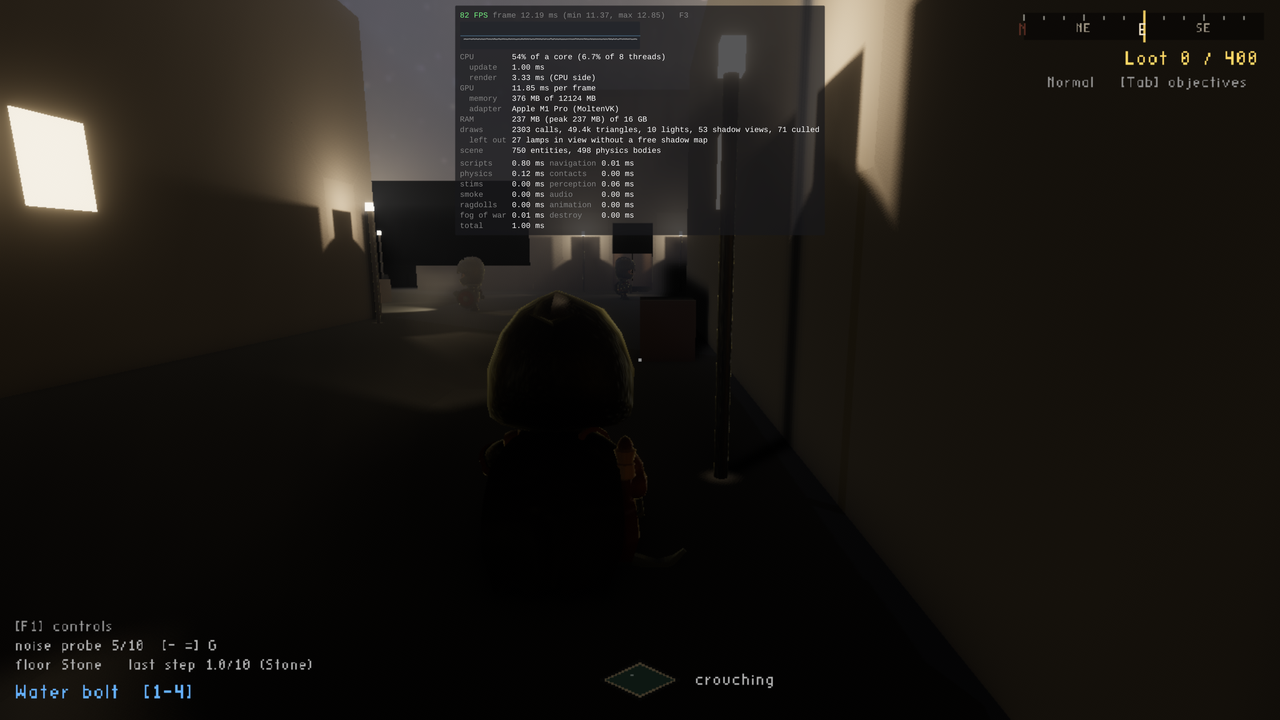 82 FPS frame 12.19 ms (min 11.37, max 12.85) F3
CPU 54% of a core (6.7% of 8 threads)
update 1.00 ms
render 3.33 ms (CPU side)
GPU 11.85 ms per frame
memory 376 MB of 12124 MB
adapter Apple M1 Pro (MoltenVK)
RAM 237 MB (peak 237 MB) of 16 GB
draws 2303 calls, 49.4k triangles, 10 lights, 53 shadow views, 71 culled
left out 27 lamps in view without a free shadow map
scene 750 entities, 498 physics bodies
scripts 0.80 ms navigation 0.01 ms
physics 0.12 ms contacts 0.00 ms
stims 0.00 ms perception 0.06 ms
smoke 0.00 ms audio 0.00 ms
ragdolls 0.00 ms animation 0.00 ms
fog of war 0.01 ms destroy 0.00 ms
total 1.00 ms
N NE E SE
Loot 0 / 400
Normal [Tab] objectives
[F1] controls
noise probe 5/10 [- =] G
floor Stone last step 1.0/10 (Stone)
Water bolt [1-4]
crouching